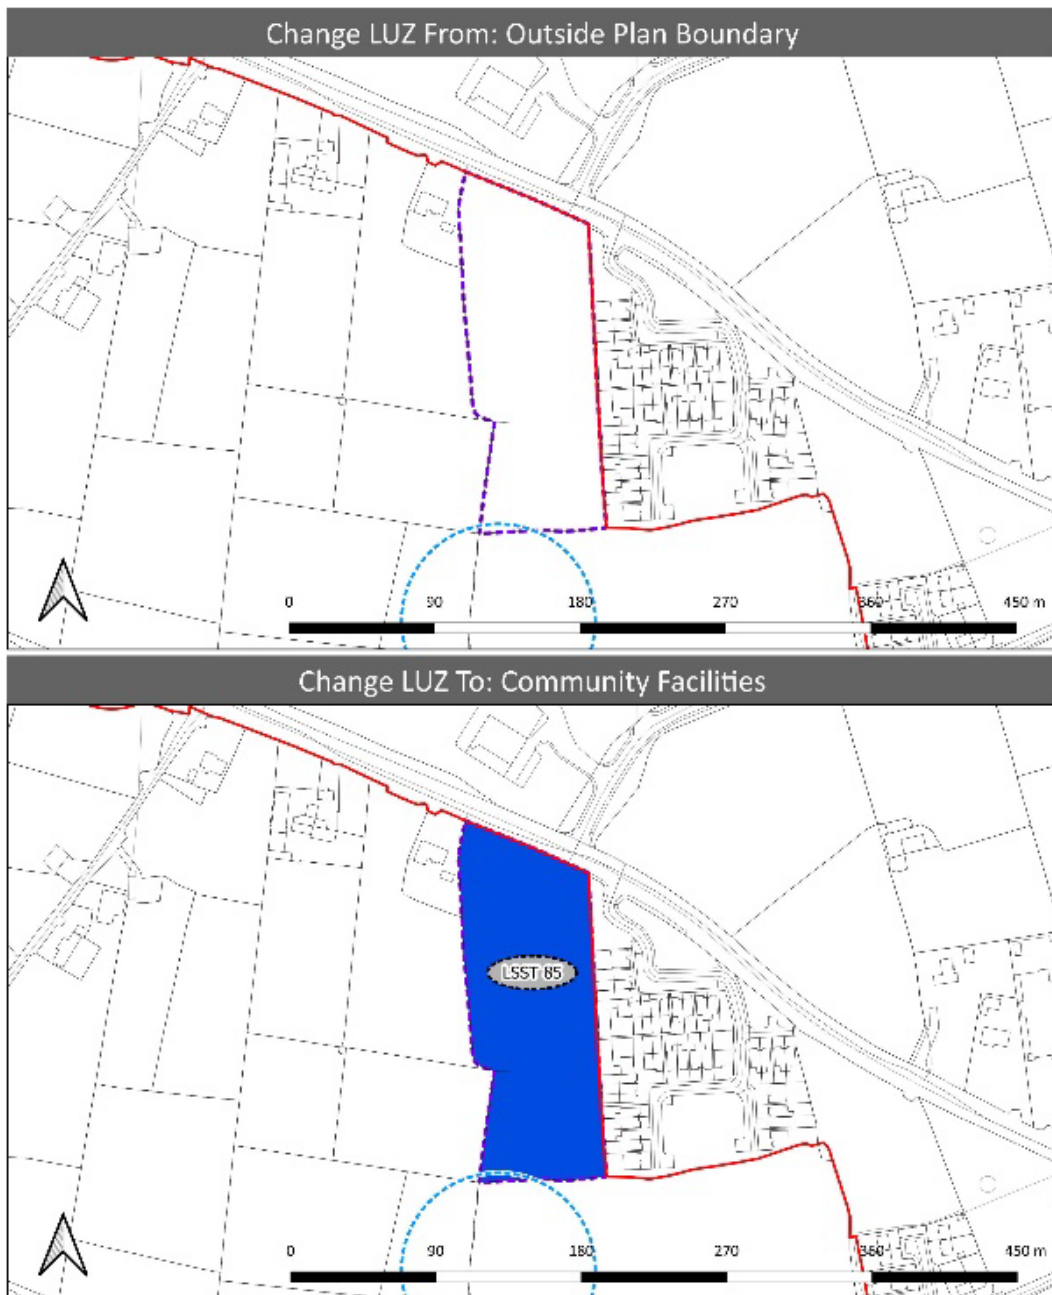 Change LUZ From: Outside Plan Boundary
0 90 180 270 360 450 m
Change LUZ To: Community Facilities
LSST 85
0 90 180 270 360 450 m